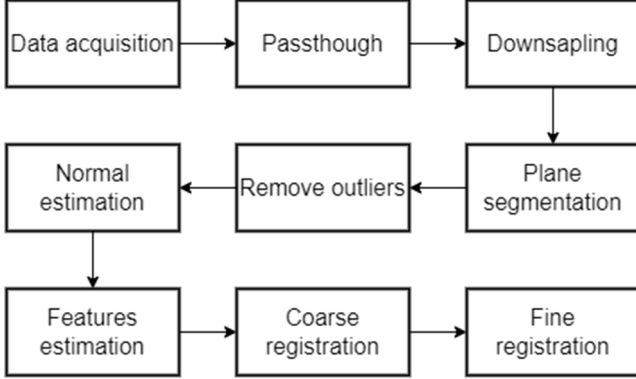 Data acquisition
Passthough
Downsapling
Plane
segmentation
Remove outliers
Normal
estimation
Features
estimation
Coarse
registration
Fine
registration